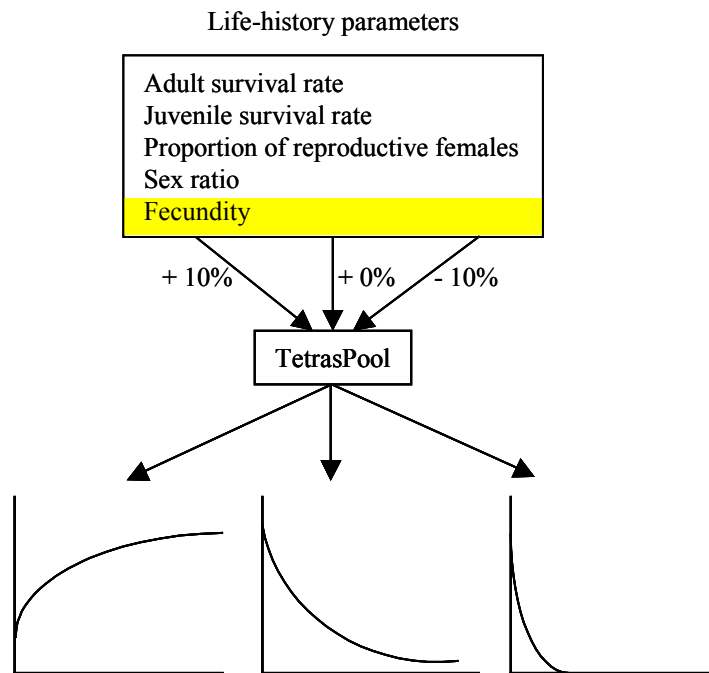 Life-history parameters
Adult survival rate
Juvenile survival rate
Proportion of reproductive females
Sex ratio
Fecundity
+ 10%
+ 0%
- 10%
TetrasPool